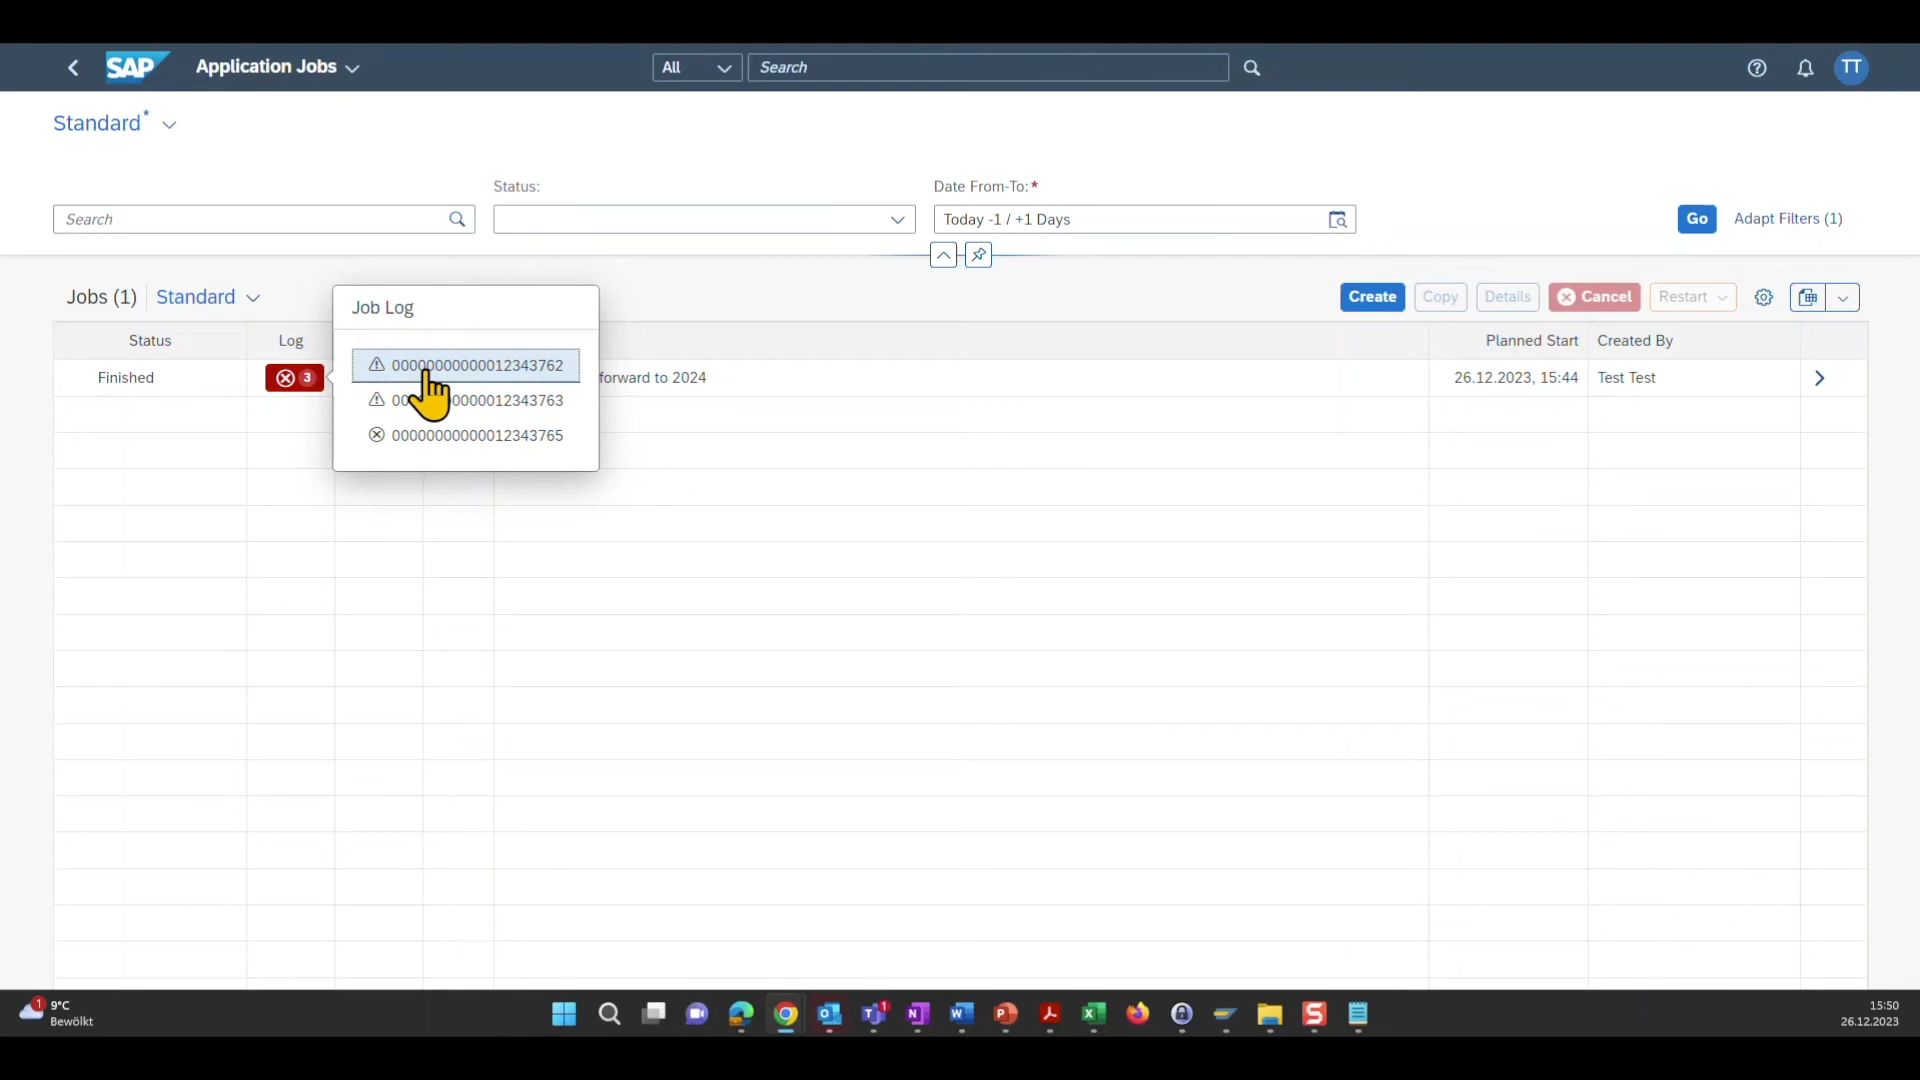 SAP Application Jobs All Search TT
Standard*
Status: Date From-To:*
Search Today -1 / +1 Days Go Adapt Filters (1)
Jobs (1) Standard Job Log Create Copy Details Cancel Restart
Status Log Planned Start Created By
00000000000012343762
Finished 3 forward to 2024 26.12.2023, 15:44 Test Test
00000000000012343765
1 9°C
Bewölkt
1
15:50
26.12.2023